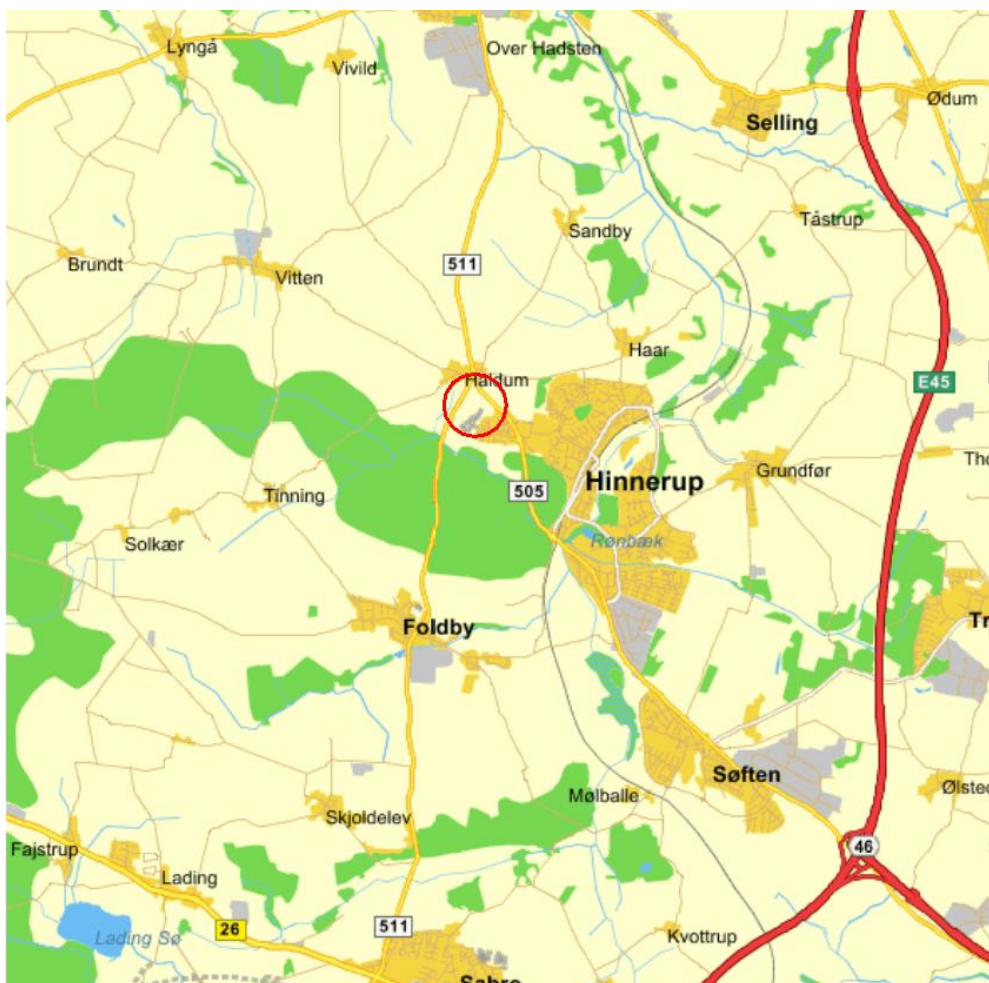 Lyngå
Over Hadsten
Vivild
Ødum
Selling
Tåstrup
Sandby
Brundt
511
Vitten
Haar
Haldum
E45
Tho
Grundfør
Hinnerup
505
Tinning
Rønbæk
Solkær
Foldby
Tr
Søften
Ølsted
Mølballe
Skjoldelev
46
Fajstrup
Lading
511
26
Lading Sø
Kvottrup
Sabro